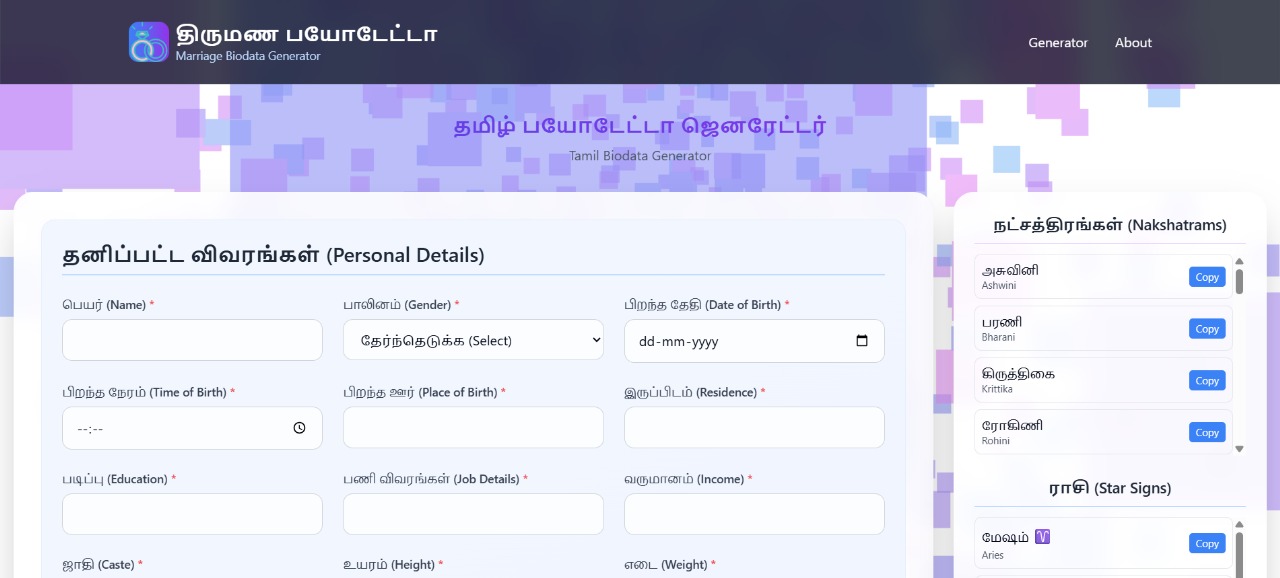 திருமண பயோடேட்டா
Marriage Biodata Generator
Generator About
தமிழ் பயோடேட்டா ஜெனரேட்டர்
Tamil Biodata Generator
தனிப்பட்ட விவரங்கள் (Personal Details)
பெயர் (Name) * பாலினம் (Gender) * பிறந்த தேதி (Date of Birth) *
தேர்ந்தெடுக்க (Select) dd-mm-yyyy
பிறந்த நேரம் (Time of Birth) * பிறந்த ஊர் (Place of Birth) * இருப்பிடம் (Residence) *
--:--
படிப்பு (Education) * பணி விவரங்கள் (Job Details) * வருமானம் (Income) *
ஜாதி (Caste) * உயரம் (Height) * எடை (Weight) *
நட்சத்திரங்கள் (Nakshatrams)
அசுவினி
Ashwini
Copy
பரணி
Bharani
Copy
கிருத்திகை
Krittika
Copy
ரோகிணி
Rohini
Copy
ராசி (Star Signs)
மேஷம் ♈
Aries
Copy